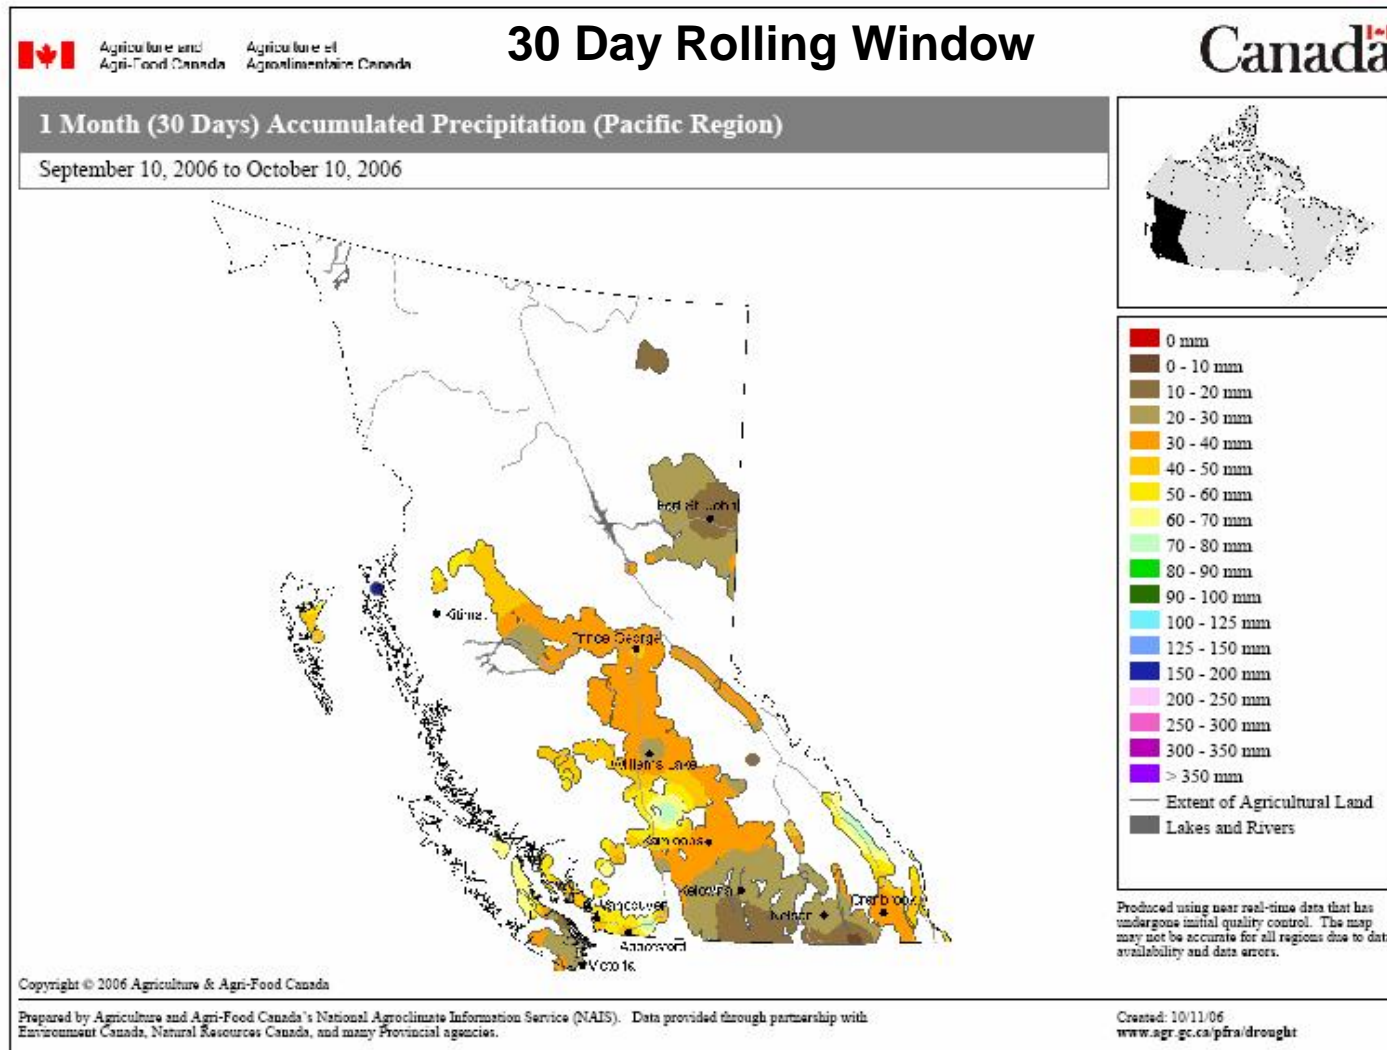 Agriculture and
Agri-Food Canada
Agriculture et
Agroalimentaire Canada
30 Day Rolling Window
Canada
1 Month (30 Days) Accumulated Precipitation (Pacific Region)
September 10, 2006 to October 10, 2006
0 mm
0 - 10 mm
10 - 20 mm
20 - 30 mm
30 - 40 mm
40 - 50 mm
50 - 60 mm
60 - 70 mm
70 - 80 mm
80 - 90 mm
90 - 100 mm
100 - 125 mm
125 - 150 mm
150 - 200 mm
200 - 250 mm
250 - 300 mm
300 - 350 mm
> 350 mm
Extent of Agricultural Land
Lakes and Rivers
Fort St. John
Kitimat
Prince George
Williams Lake
Kamloops
Kelowna
Nelson
Cranbrook
Vancouver
Abbotsford
Victoria
Produced using near real-time data that has
undergone initial quality control. The map
may not be accurate for all regions due to data
availability and data errors.
Copyright © 2006 Agriculture & Agri-Food Canada
Prepared by Agriculture and Agri-Food Canada's National Agroclimate Information Service (NAIS). Data provided through partnership with
Environment Canada, Natural Resources Canada, and many Provincial agencies.
Created: 10/11/06
www.agr.gc.ca/pfra/drought